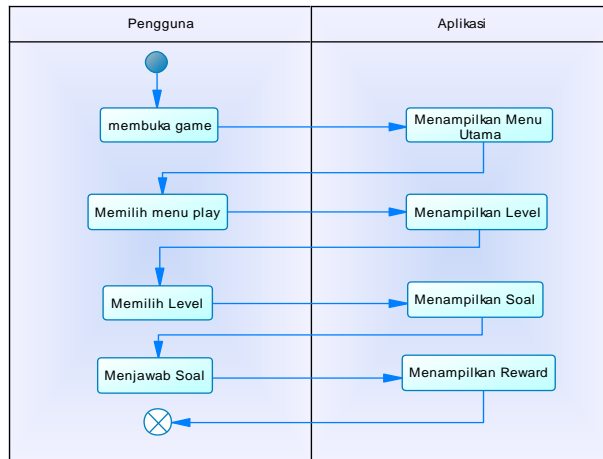 Pengguna
Aplikasi
membuka game
Menampilkan Menu
Utama
Memilih menu play
Menampilkan Level
Memilih Level
Menampilkan Soal
Menjawab Soal
Menampilkan Reward